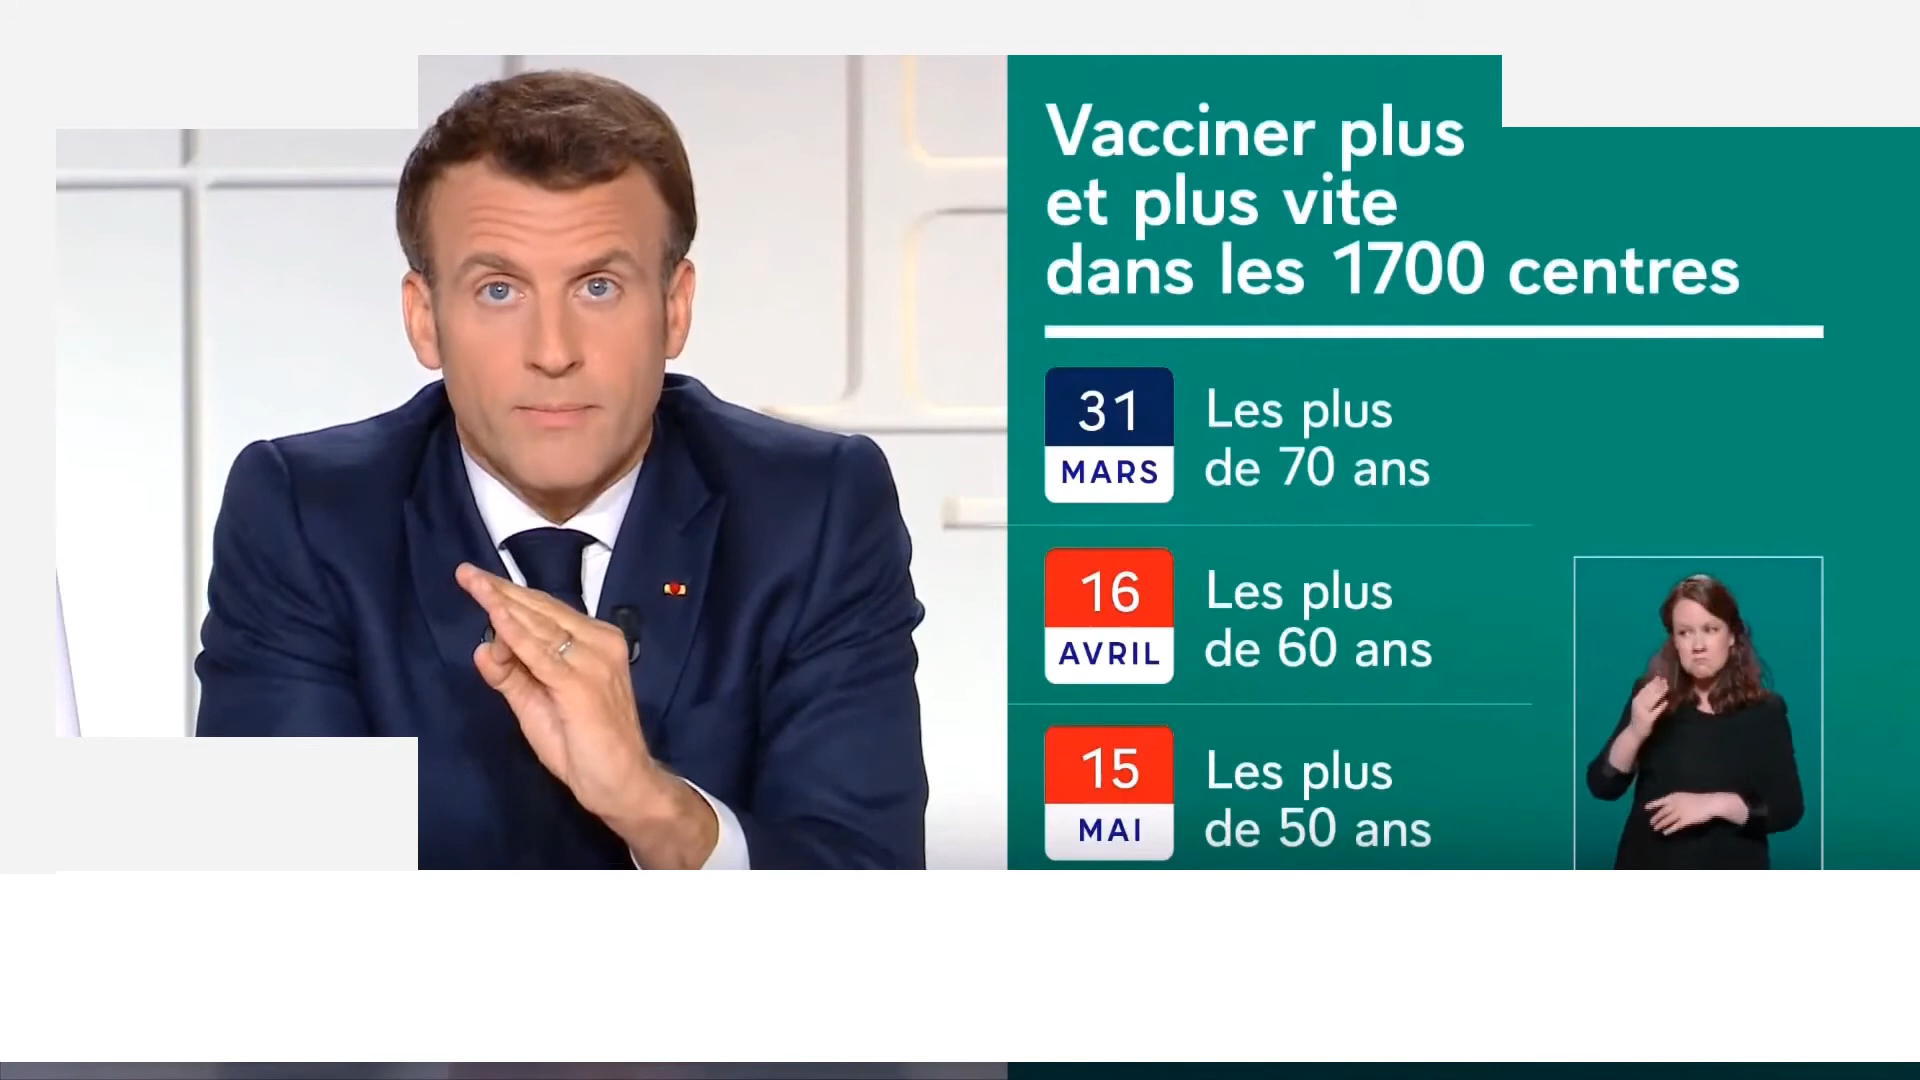 Vacciner plus
et plus vite
dans les 1700 centres
31
MARS
Les plus
de 70 ans
16
AVRIL
Les plus
de 60 ans
15
MAI
Les plus
de 50 ans